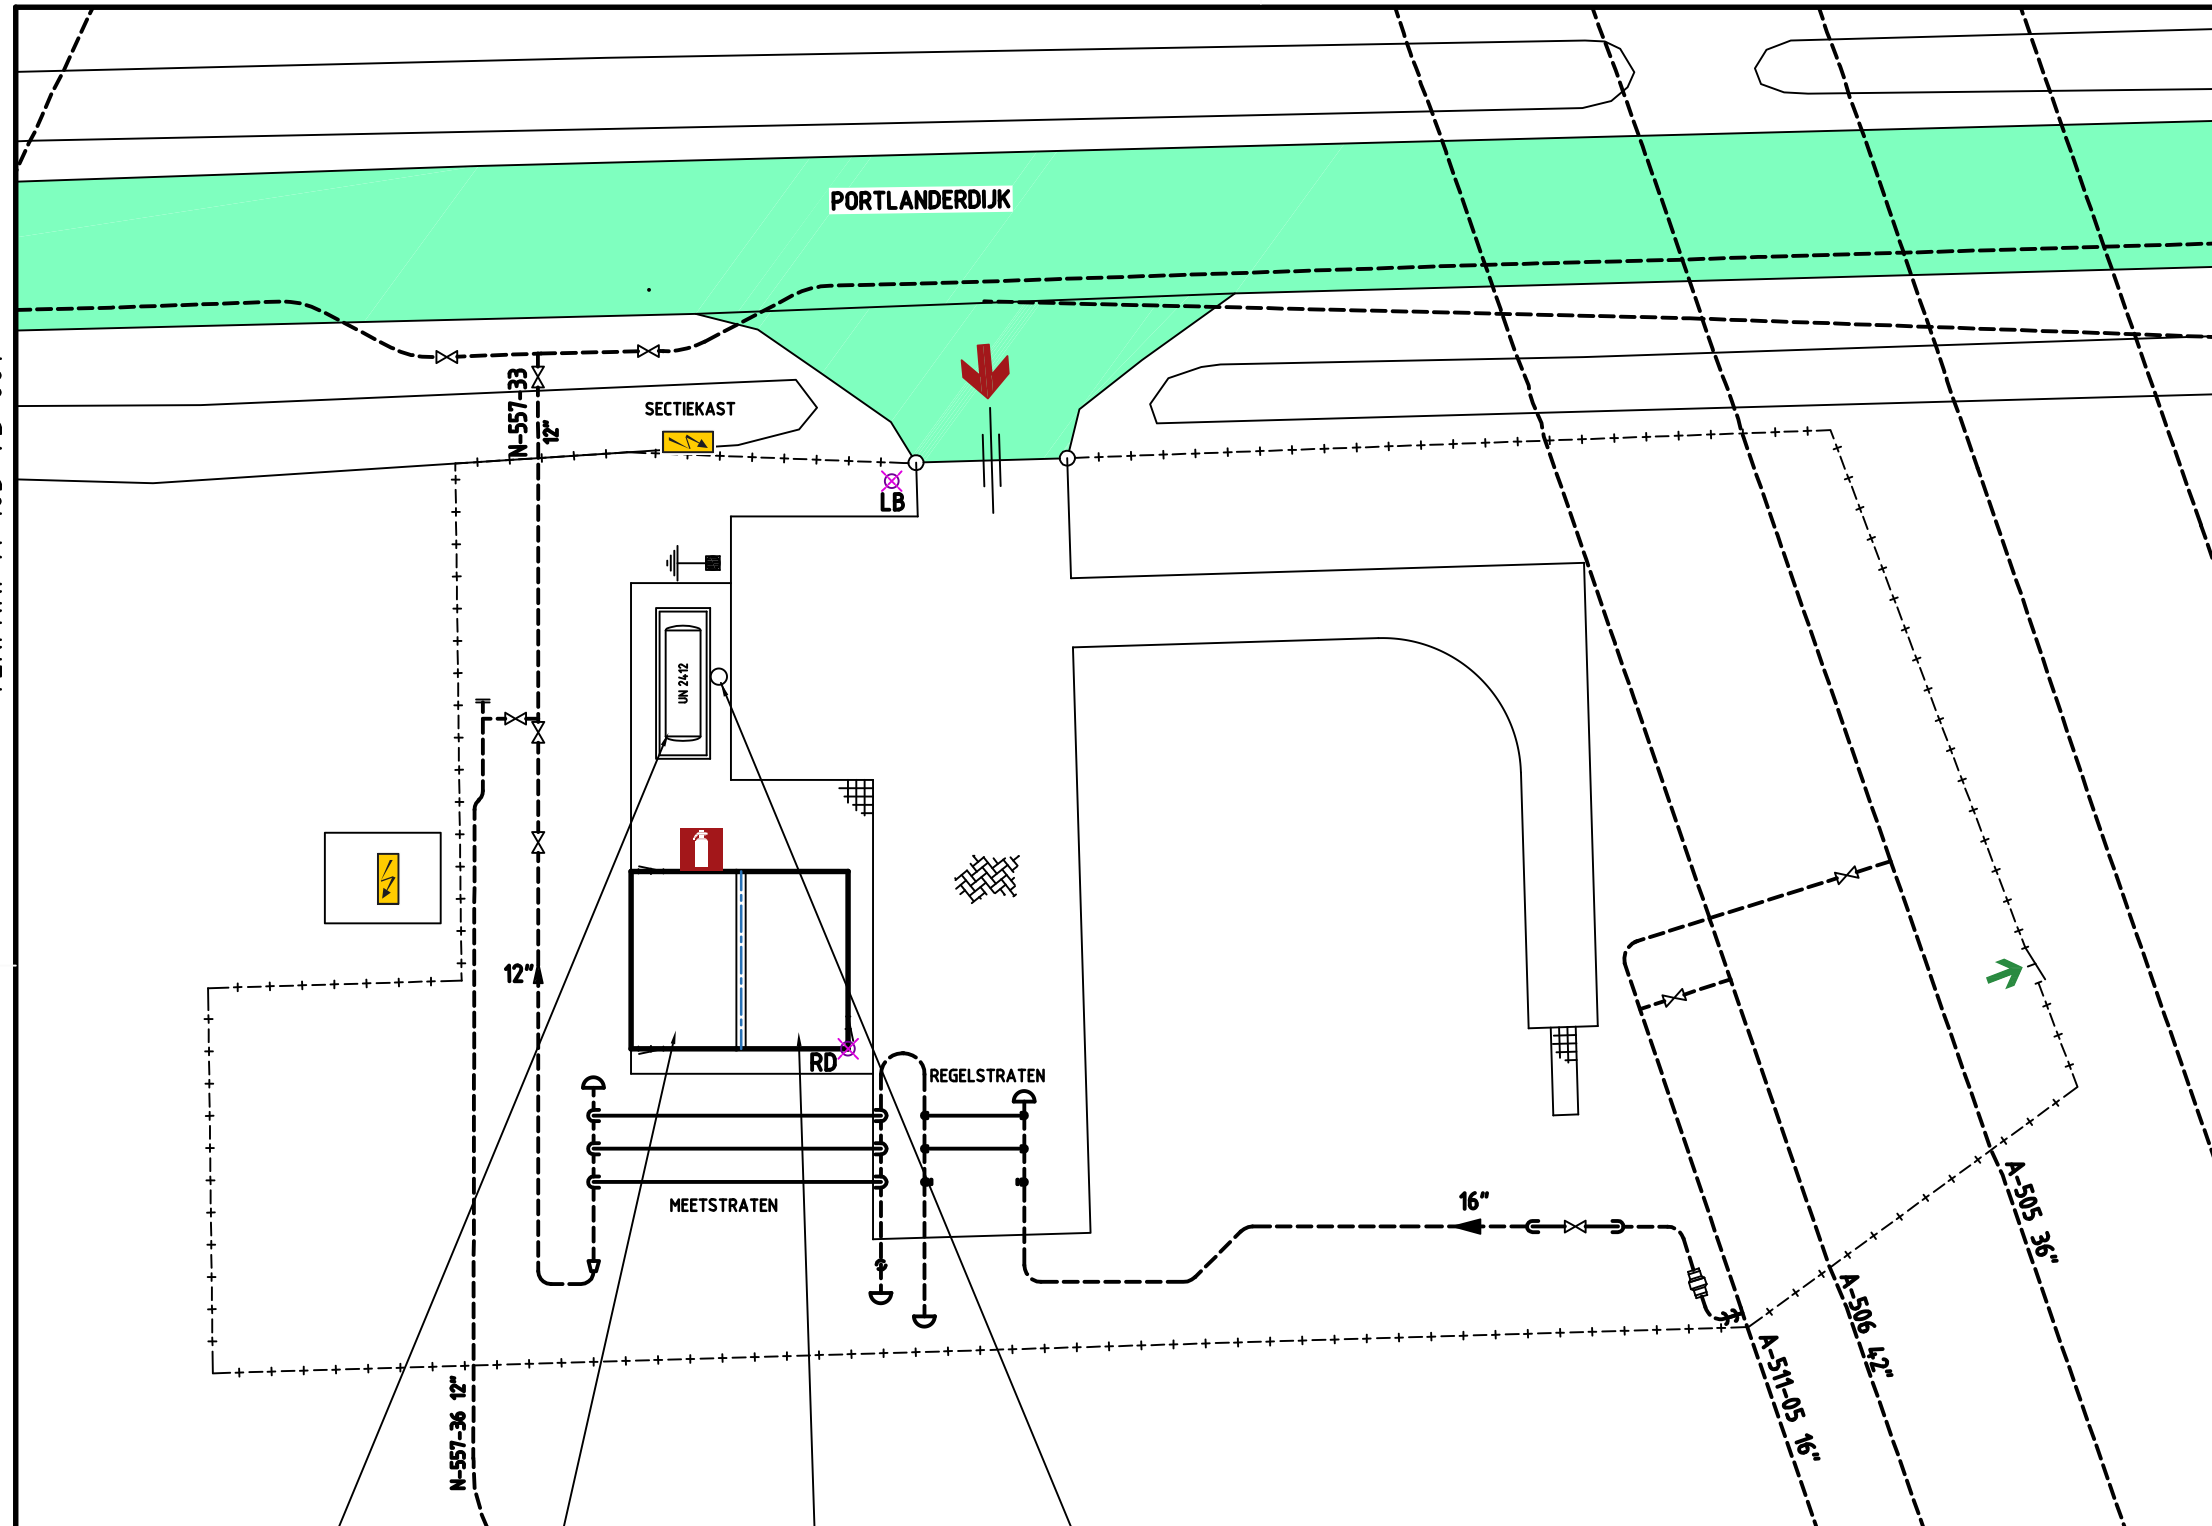 PORTLANDERDIJK
N-557-33
12"
SECTIEKAST
LB
UN 2412
12"
RD
REGELSTRATEN
MEETSTRATEN
16"
A-505 36"
A-506 42"
A-511-05 16"
N-557-36 12"